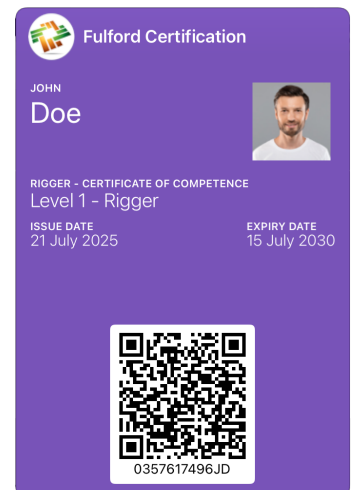 Fulford Certification
JOHN
Doe
RIGGER - CERTIFICATE OF COMPETENCE
Level 1 - Rigger
ISSUE DATE
21 July 2025
EXPIRY DATE
15 July 2030
0357617496JD